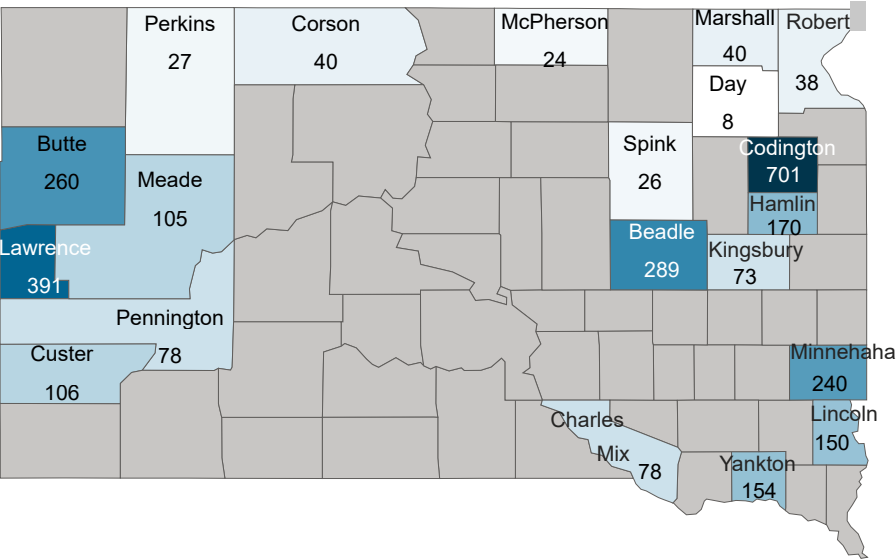 Perkins
27
Corson
40
McPherson
24
Marshall
40
Robert
38
Day
8
Butte
260
Meade
105
Spink
26
Codington
701
Hamlin
170
Lawrence
391
Beadle
289
Kingsbury
73
Pennington
78
Custer
106
Minnehaha
240
Charles
Mix
78
Lincoln
150
Yankton
154